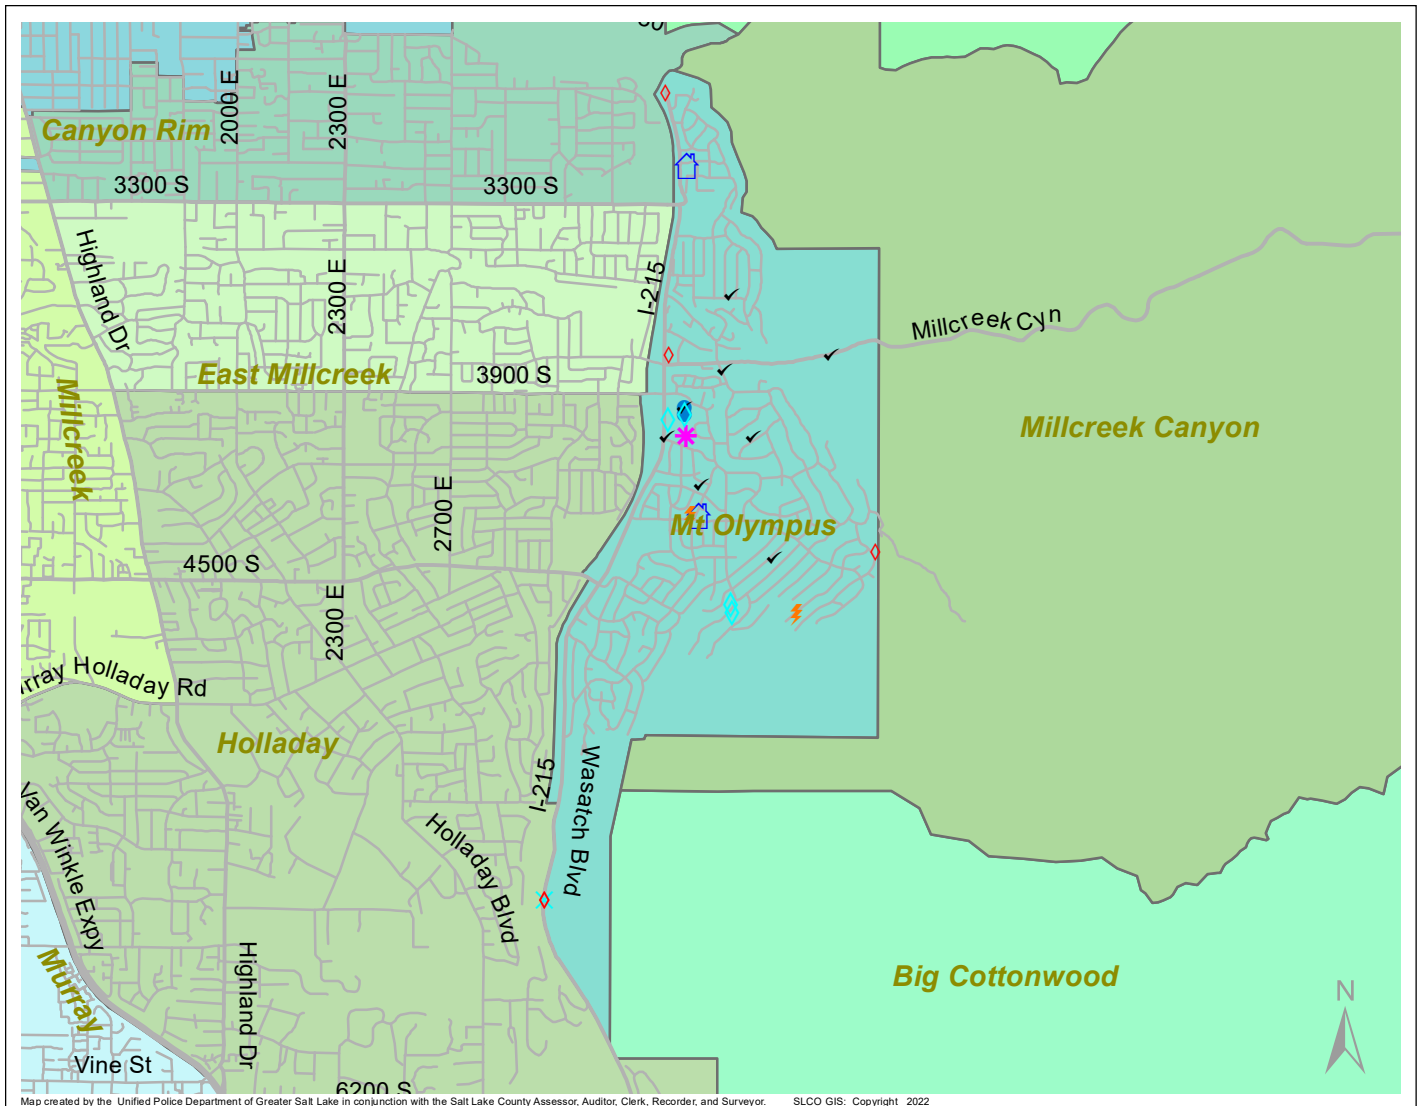 2000 E
2300 E
Canyon Rim
3300 S
3300 S
Highland Dr
2300 E
I-215
Millcreek Cyn
East Millcreek
3900 S
Millcreek
Millcreek Canyon
2700 E
Mt Olympus
4500 S
2300 E
rray Holladay Rd
Holladay
I-215
Wasatch Blvd
Van Winkle Expy
Holladay Blvd
Highland Dr
Murray
Big Cottonwood
N
Vine St
6200 S
Map created by the Unified Police Department of Greater Salt Lake in conjunction with the Salt Lake County Assessor, Auditor, Clerk, Recorder, and Surveyor. SLCO GIS: Copyright 2022